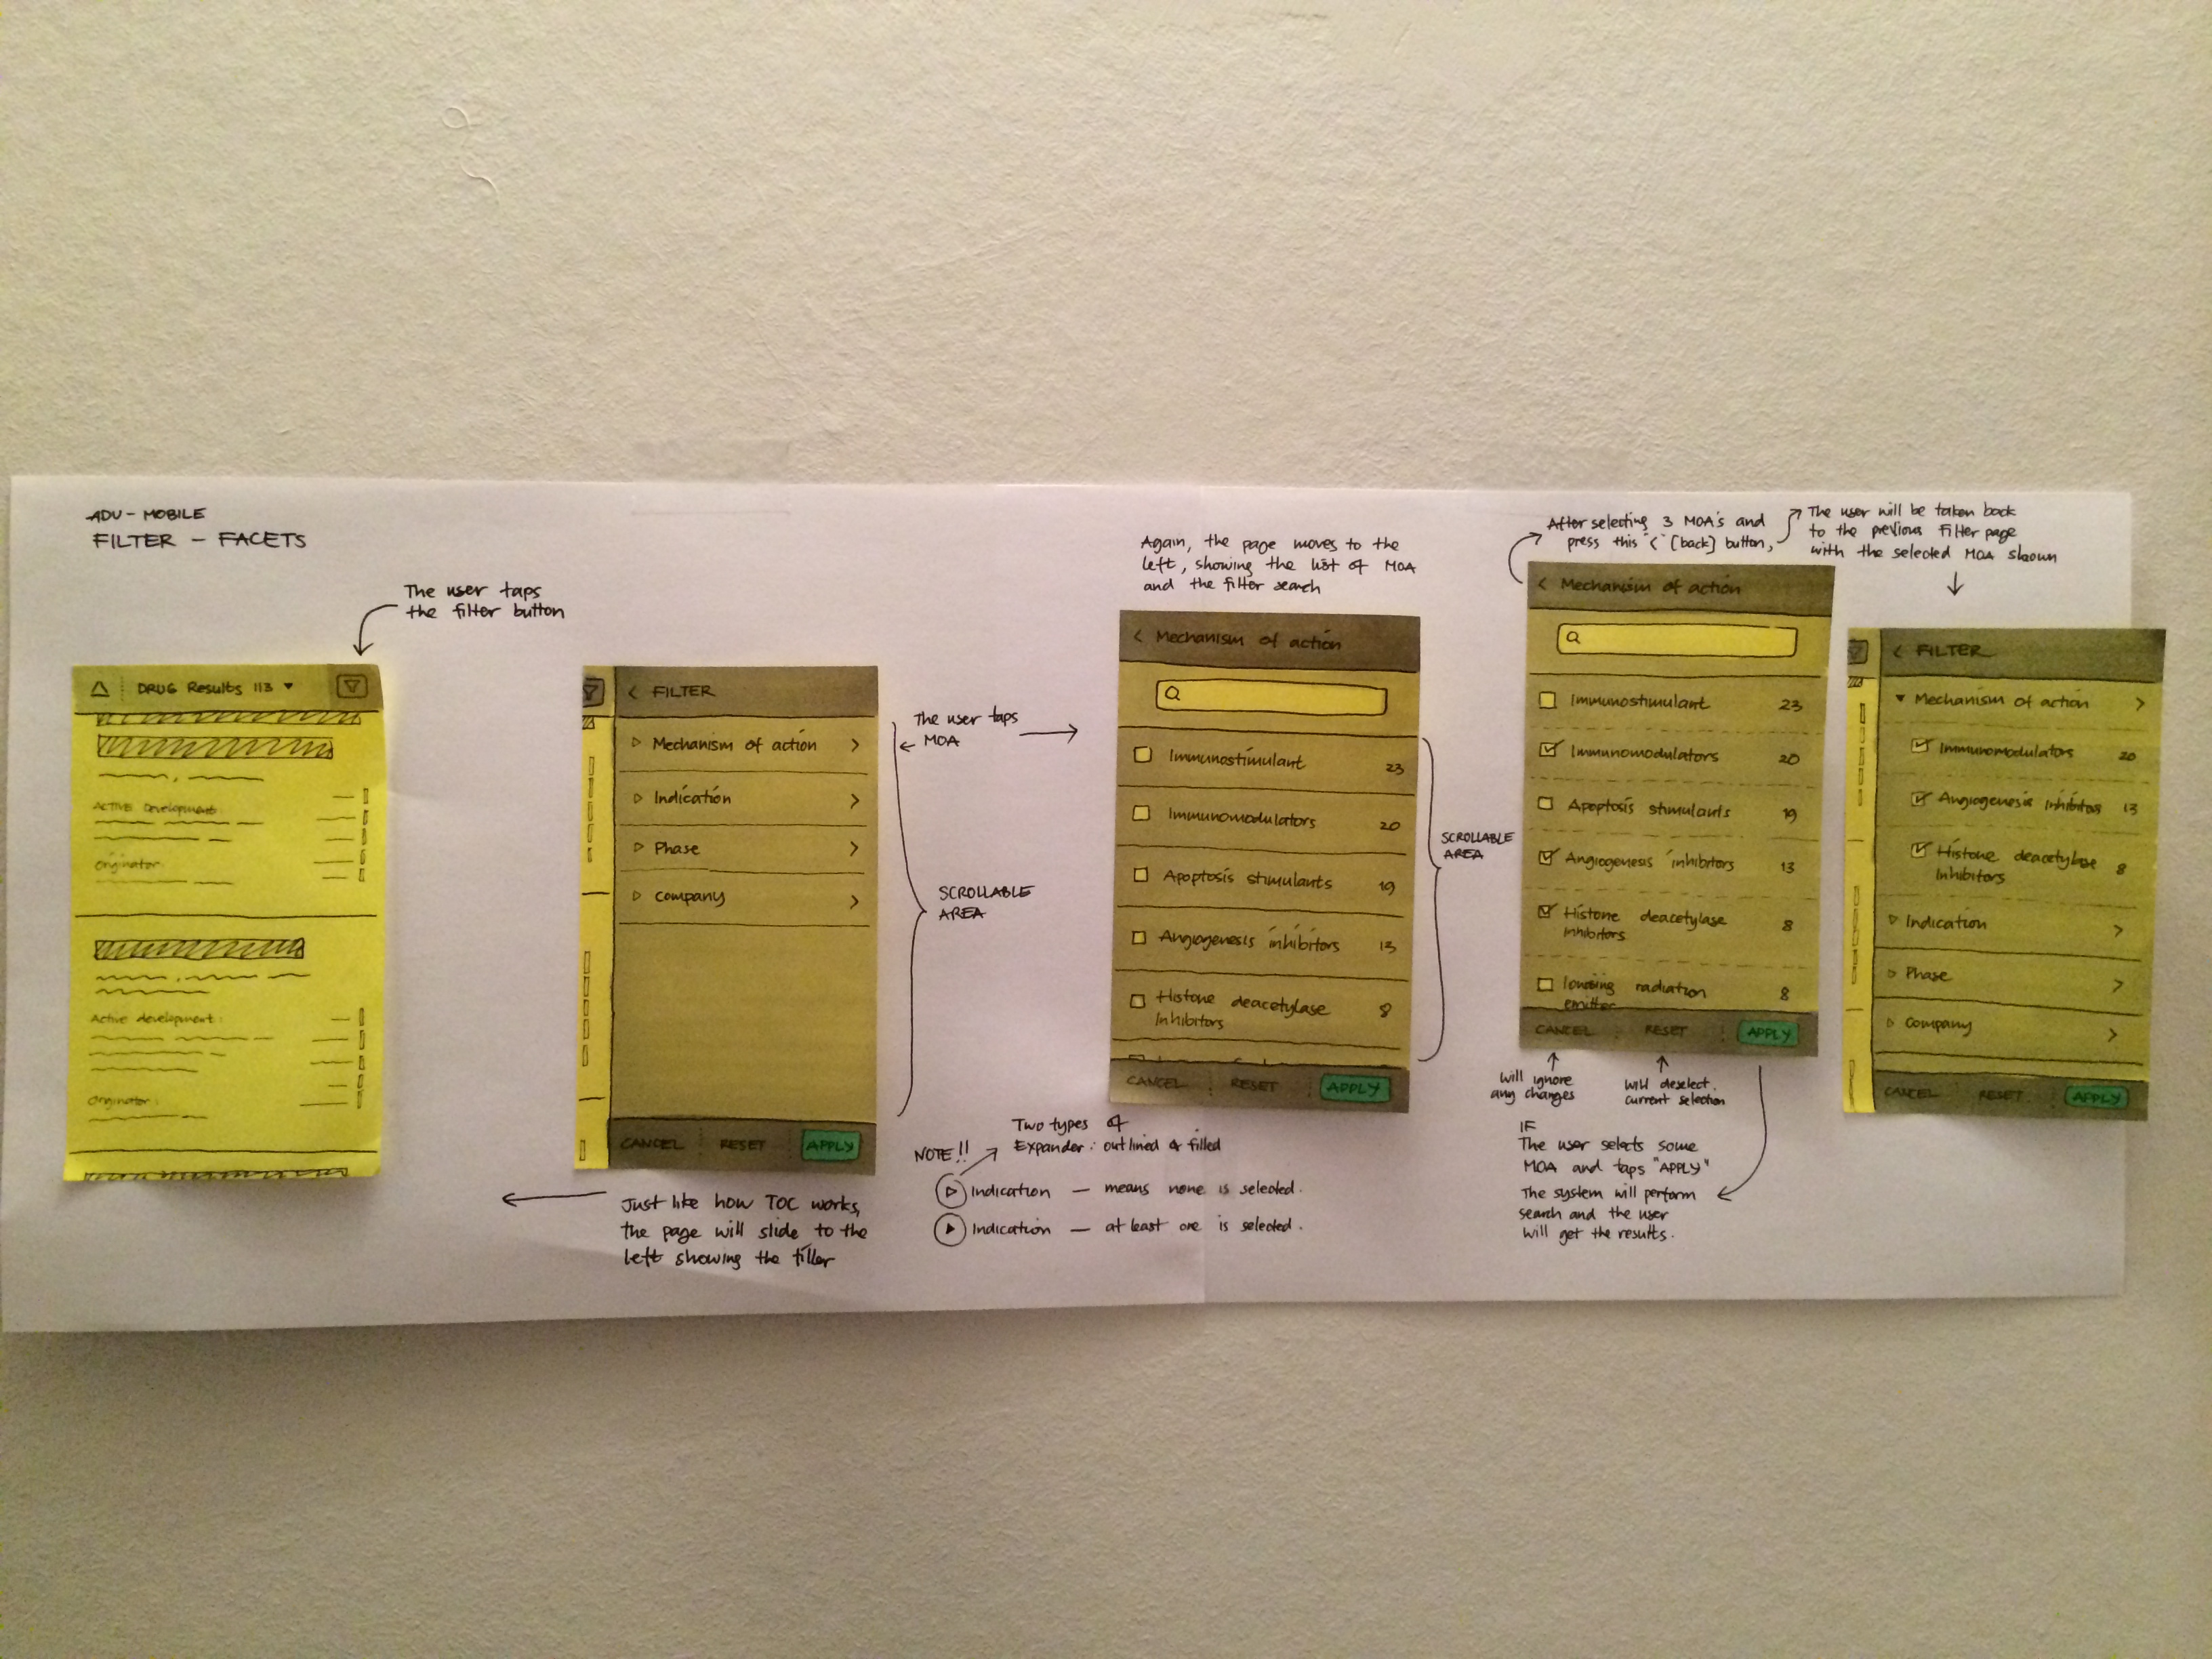 ADU - MOBILE
FILTER - FACETS
The user taps
the filter button
DRUG Results 113 ▼
ACTIVE Development
Originator
Active development:
Originator:
< FILTER
▷ Mechanism of action >
▷ Indication >
▷ Phase >
▷ Company >
CANCEL RESET APPLY
Just like how TOC works,
the page will slide to the
left showing the filter
The user taps
MOA
SCROLLABLE
AREA
NOTE!!
Two types of
Expander: outlined & filled
▷ Indication — means none is selected.
▶ Indication — at least one is selected.
Again, the page moves to the
left, showing the list of MOA
and the filter search
< Mechanism of action
Immunostimulant 23
Immunomodulators 20
Apoptosis stimulants 19
Angiogenesis inhibitors 13
Histone deacetylase 8
Inhibitors
CANCEL RESET APPLY
SCROLLABLE
AREA
After selecting 3 MOA's and
press this "<" [back] button,
< Mechanism of action
Immunostimulant 23
Immunomodulators 20
Apoptosis stimulants 19
Angiogenesis inhibitors 13
Histone deacetylase 8
Inhibitors
Ionising radiation 8
emitter
CANCEL RESET APPLY
will ignore
any changes
will deselect
current selection
IF
The user selects some
MOA and taps "APPLY"
The system will perform
search and the user
will get the results.
The user will be taken back
to the previous Filter page
with the selected MOA shown
< FILTER
▼ Mechanism of action >
Immunomodulators 20
Angiogenesis inhibitors 13
Histone deacetylase 8
Inhibitors
▷ Indication >
▷ Phase >
▷ Company >
CANCEL RESET APPLY